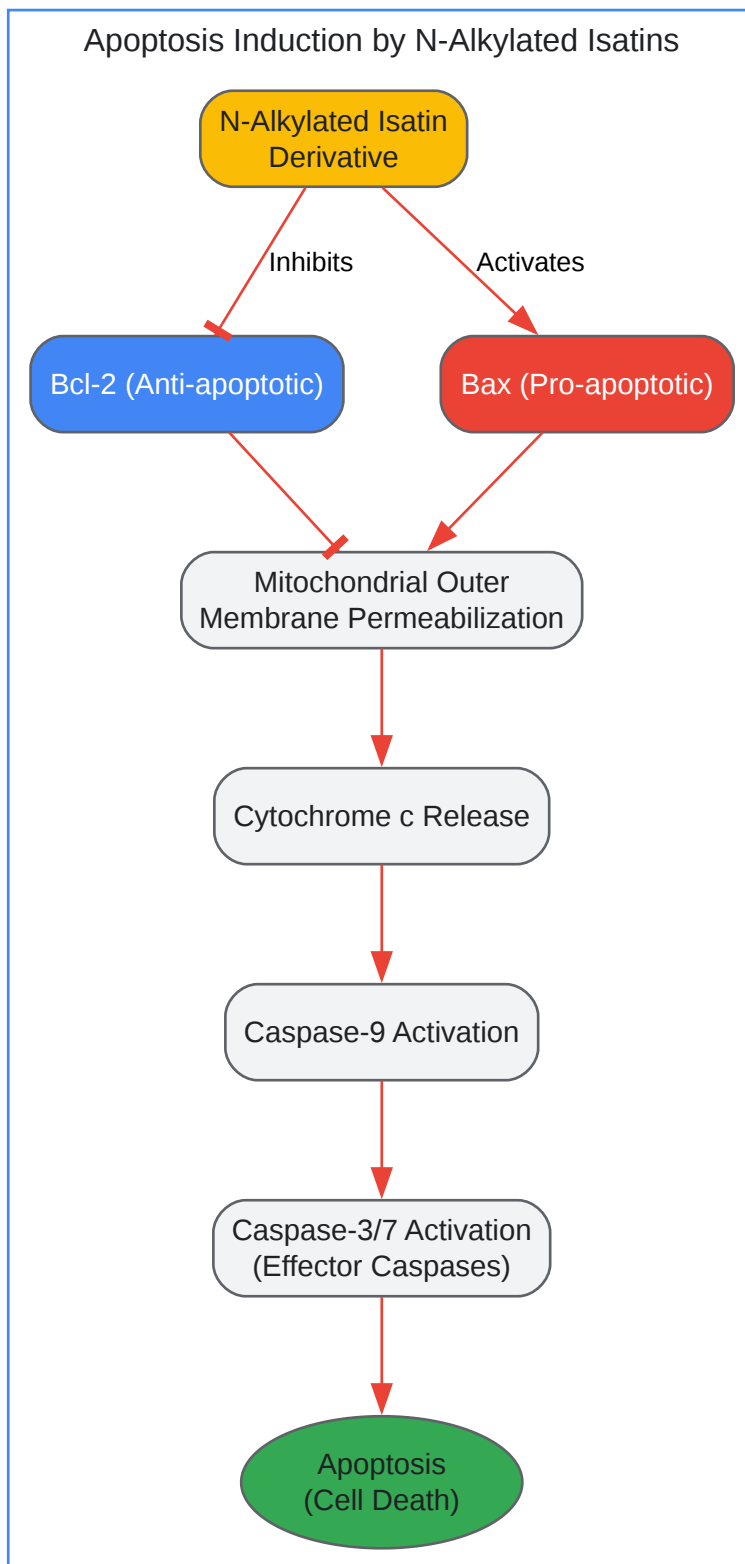 Apoptosis Induction by N-Alkylated Isatins
N-Alkylated Isatin
Derivative
Inhibits
Activates
Bcl-2 (Anti-apoptotic)
Bax (Pro-apoptotic)
Mitochondrial Outer
Membrane Permeabilization
Cytochrome c Release
Caspase-9 Activation
Caspase-3/7 Activation
(Effector Caspases)
Apoptosis
(Cell Death)